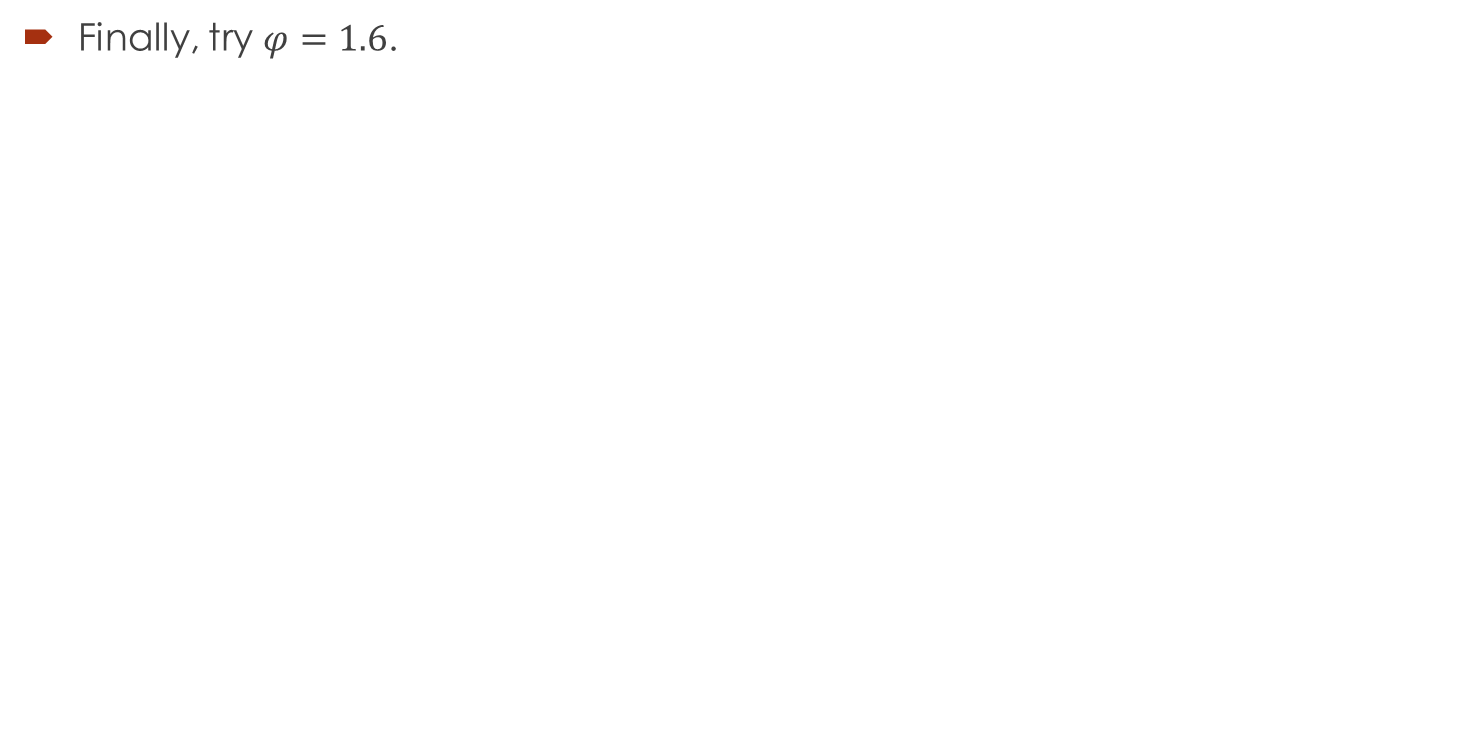 Finally, try 𝜑 = 1.6.